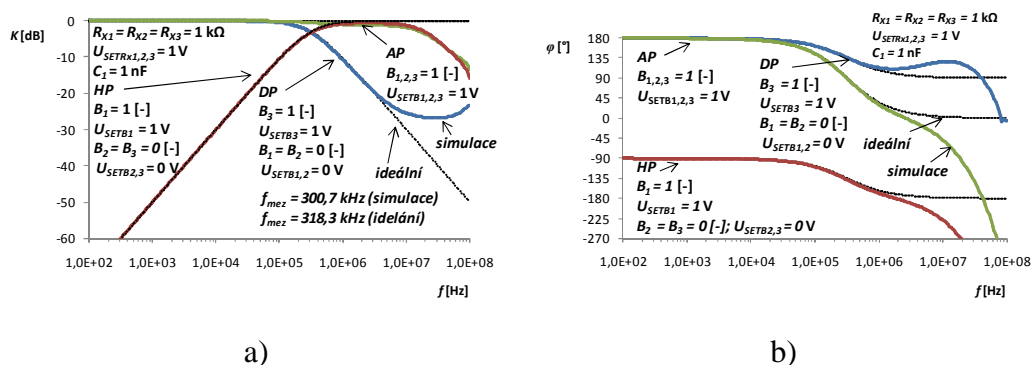 K [dB]
0
-10
-20
-30
-40
-50
-60
R_X1 = R_X2 = R_X3 = 1 kΩ
U_SETRx1,2,3 = 1 V
C_1 = 1 nF
HP
B_1 = 1 [-]
U_SETB1 = 1 V
B_2 = B_3 = 0 [-]
U_SETB2,3 = 0 V
DP
B_3 = 1 [-]
U_SETB3 = 1 V
B_1 = B_2 = 0 [-]
U_SETB1,2 = 0 V
AP
B_1,2,3 = 1 [-]
U_SETB1,2,3 = 1 V
simulace
ideální
f_mez = 300,7 kHz (simulace)
f_mez = 318,3 kHz (idelání)
1,0E+02 1,0E+03 1,0E+04 1,0E+05 1,0E+06 1,0E+07 1,0E+08
f [Hz]
a)
φ [°]
180
135
90
45
0
-45
-90
-135
-180
-225
-270
R_X1 = R_X2 = R_X3 = 1 kΩ
U_SETRx1,2,3 = 1 V
C_1 = 1 nF
AP
B_1,2,3 = 1 [-]
U_SETB1,2,3 = 1 V
DP
B_3 = 1 [-]
U_SETB3 = 1 V
B_1 = B_2 = 0 [-]
U_SETB1,2 = 0 V
ideální
simulace
HP
B_1 = 1 [-]
U_SETB1 = 1 V
B_2 = B_3 = 0 [-]; U_SETB2,3 = 0 V
1,0E+02 1,0E+03 1,0E+04 1,0E+05 1,0E+06 1,0E+07 1,0E+08
f [Hz]
b)